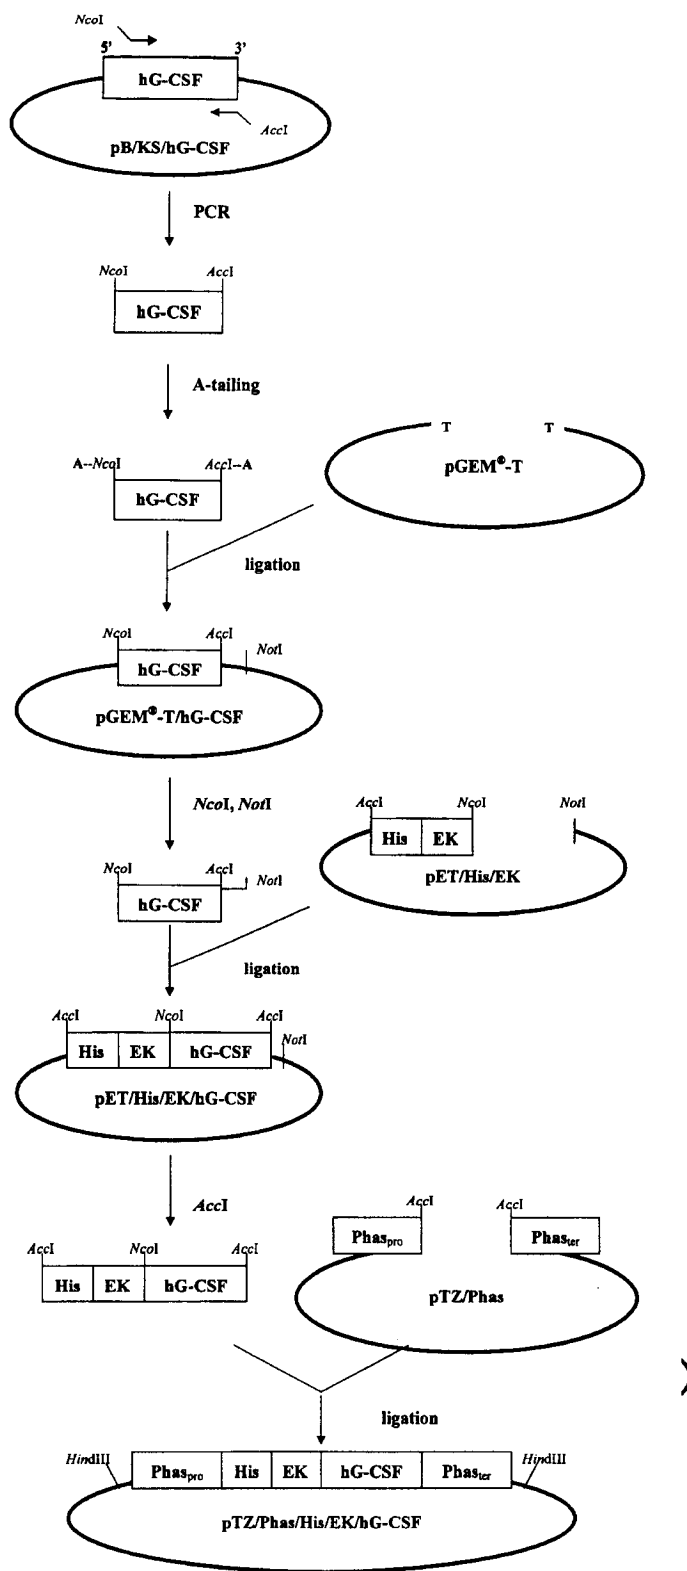 NcoI
5' 3'
hG-CSF
AccI
pB/KS/hG-CSF
PCR
NcoI AccI
hG-CSF
A-tailing
T T
A--NcoI AccI--A
pGEM®-T
hG-CSF
ligation
NcoI AccI
NotI
hG-CSF
pGEM®-T/hG-CSF
NcoI, NotI
AccI NcoI NotI
His EK
NcoI AccI
NotI
pET/His/EK
hG-CSF
ligation
AccI NcoI AccI
NotI
His EK hG-CSF
pET/His/EK/hG-CSF
AccI
AccI AccI
Phaspro Phaster
AccI NcoI AccI
His EK hG-CSF
pTZ/Phas
ligation
HindIII HindIII
Phaspro His EK hG-CSF Phaster
pTZ/Phas/His/EK/hG-CSF